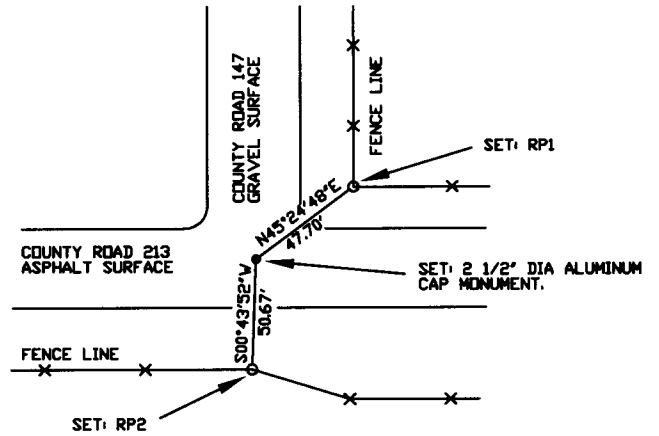 COUNTY ROAD 147
GRAVEL SURFACE
FENCE LINE
SET: RP1
N45°24'48"E
47.70'
COUNTY ROAD 213
ASPHALT SURFACE
SET: 2 1/2" DIA ALUMINUM
CAP MONUMENT.
S00°43'52"W
50.67'
FENCE LINE
SET: RP2